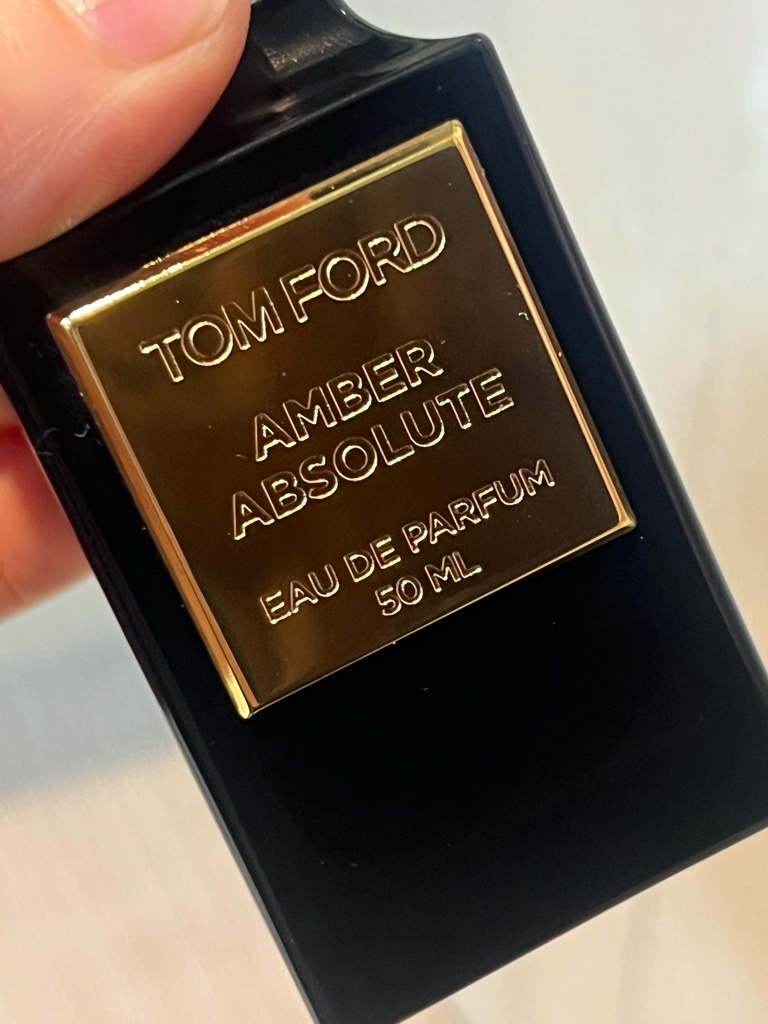 TOM FORD
AMBER
ABSOLUTE
EAU DE PARFUM
50 ML